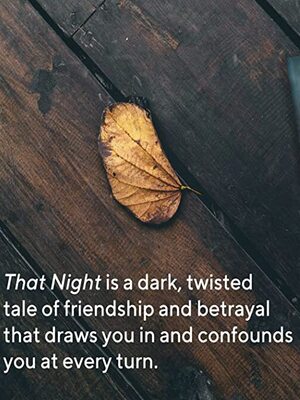 That Night is a dark, twisted
tale of friendship and betrayal
that draws you in and confounds
you at every turn.